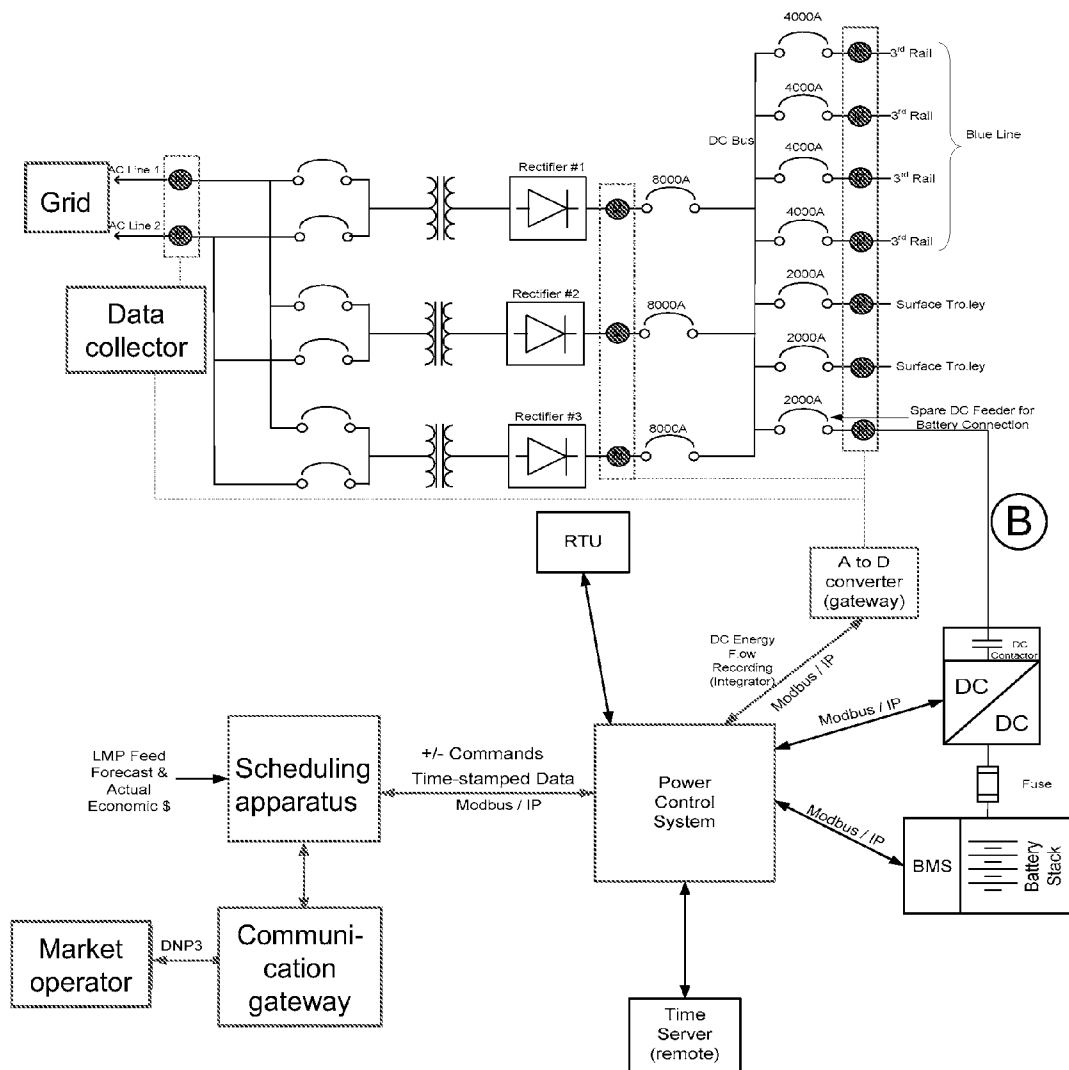 4000A
3rd Rail
4000A
3rd Rail
DC Bus
Blue Line
4000A
3rd Rail
4000A
3rd Rail
2000A
Surface Tro.ley
2000A
Surface Tro.ley
2000A
Spare DC Feeder for
Battery Connection
Grid
AC Line 1
AC Line 2
Data
collector
Rectifier #1
8000A
Rectifier #2
8000A
Rectifier #3
8000A
B
RTU
A to D
converter
(gateway)
DC Energy
F.ow
Recording
(Integrator)
Modbus / IP
DC
Contactor
DC
DC
Modbus / IP
Fuse
LMP Feed
Forecast &
Actual
Economic $
Scheduling
apparatus
+/- Commands
Time-stamped Data
Modbus / IP
Power
Control
System
Modbus / IP
BMS
Battery
Stack
Market
operator
DNP3
Communi-
cation
gateway
Time
Server
(remote)